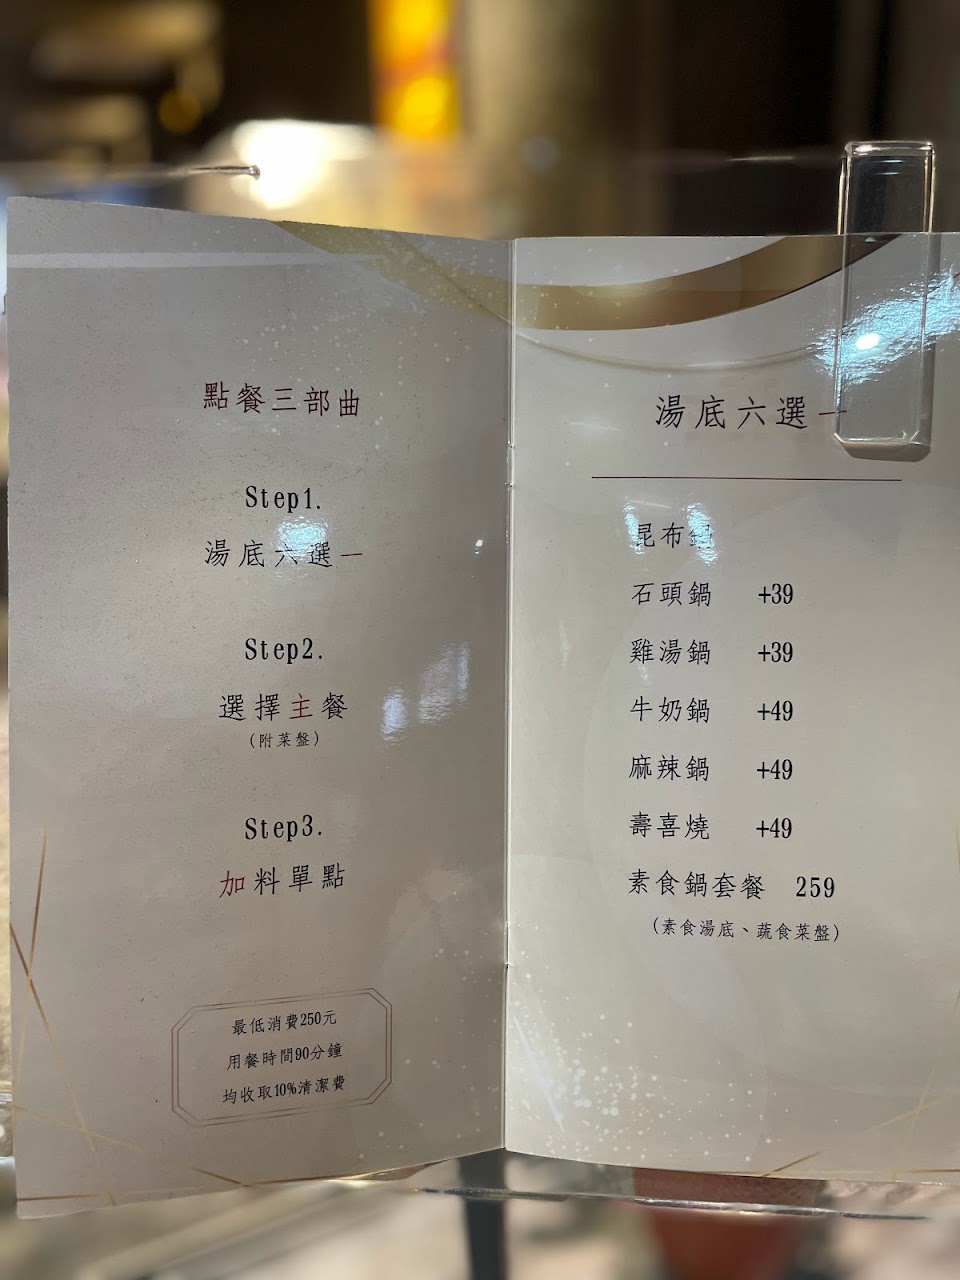 點餐三部曲
Step1.
湯底六選一
Step2.
選擇主餐
(附菜盤)
Step3.
加料單點
最低消費250元
用餐時間90分鐘
均收取10%清潔費
湯底六選一
昆布鍋
石頭鍋 +39
雞湯鍋 +39
牛奶鍋 +49
麻辣鍋 +49
壽喜燒 +49
素食鍋套餐 259
(素食湯底、蔬食菜盤)